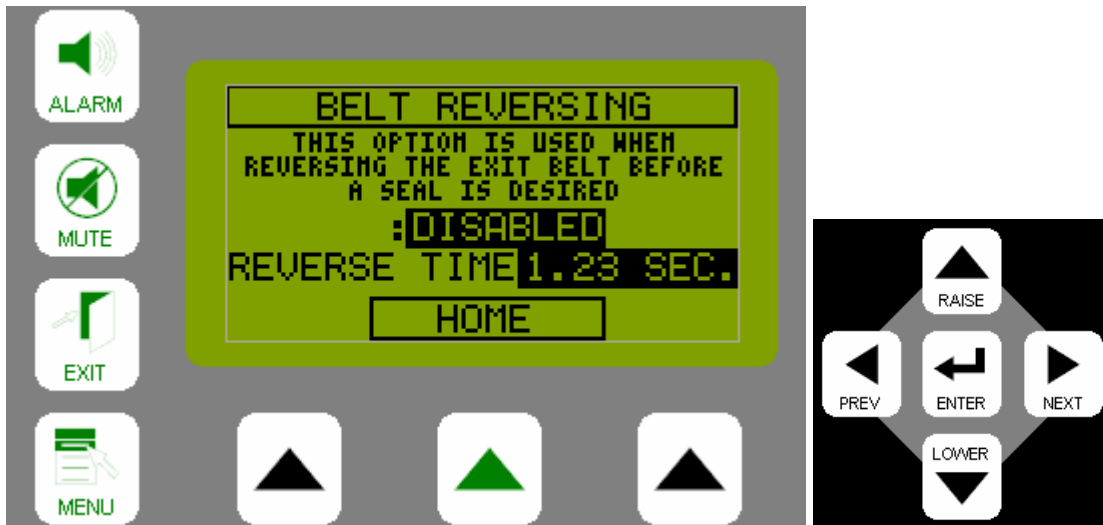 ALARM
MUTE
EXIT
MENU
BELT REVERSING
THIS OPTION IS USED WHEN
REVERSING THE EXIT BELT BEFORE
A SEAL IS DESIRED
:DISABLED
REVERSE TIME 1.23 SEC.
HOME
RAISE
PREV
ENTER
NEXT
LOWER